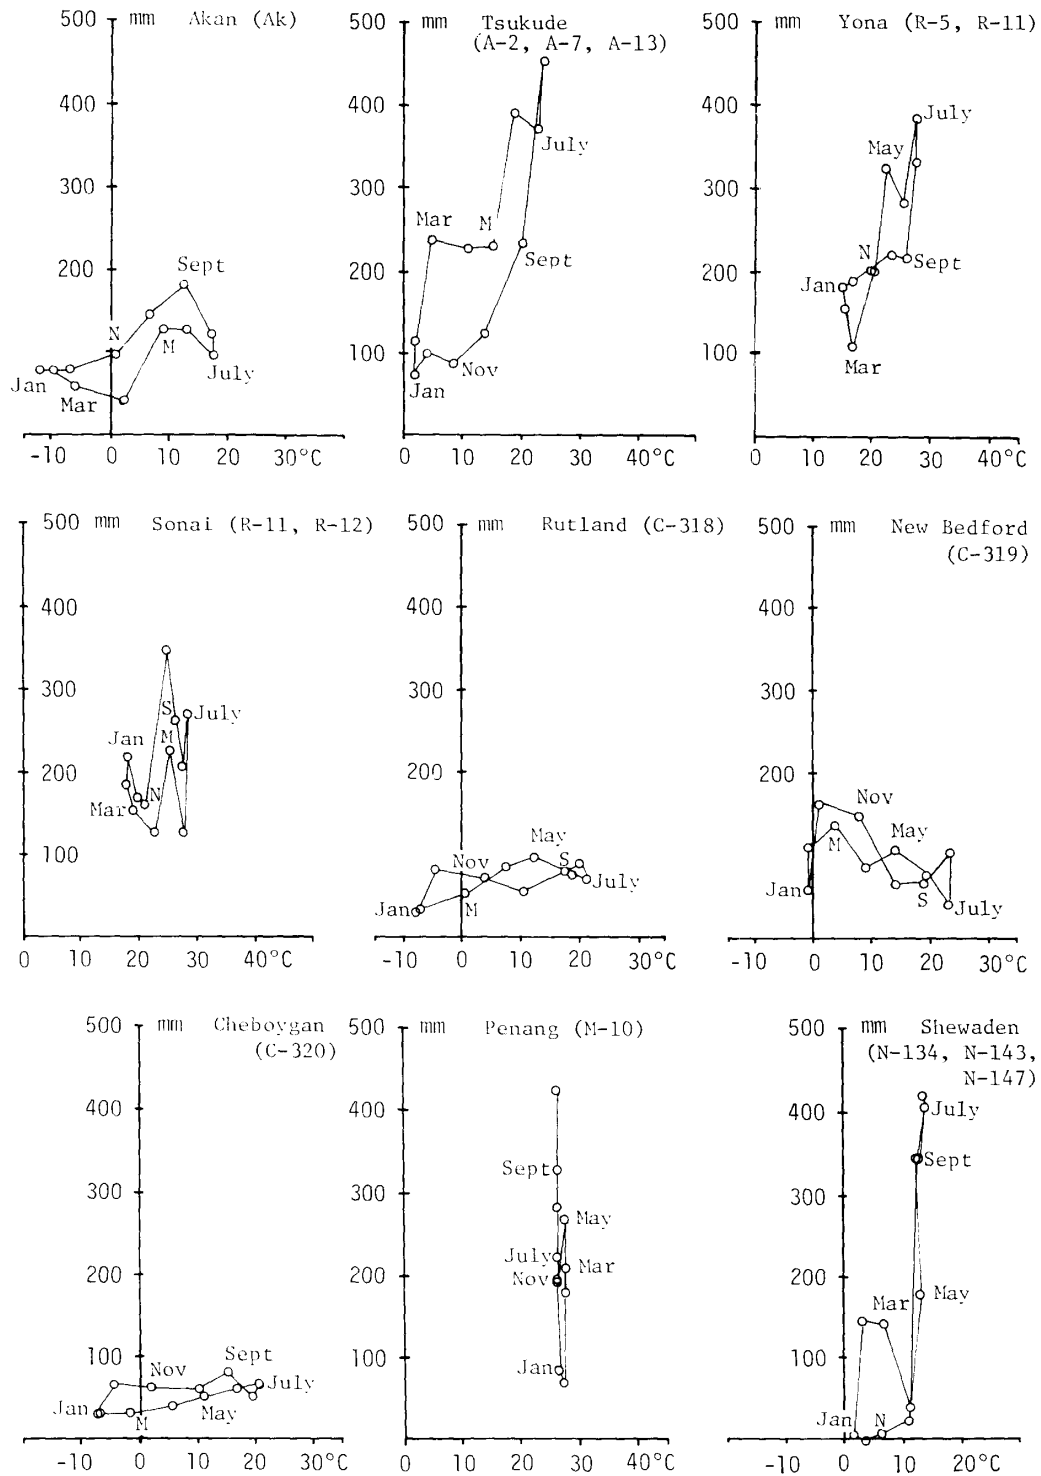 500 mm Akan (Ak)
400
300
200
100
Sept
N
M
Jan
Mar
July
-10 0 10 20 30°C
500 mm Tsukude
(A-2, A-7, A-13)
400
300
200
100
July
Mar
M
Sept
Nov
Jan
0 10 20 30 40°C
500 mm Yona (R-5, R-11)
400
300
200
100
July
May
N
Sept
Jan
Mar
0 10 20 30 40°C
500 mm Sonai (R-11, R-12)
400
300
200
100
S
July
M
Jan
N
Mar
0 10 20 30 40°C
500 mm Rutland (C-318)
400
300
200
100
May
Nov
S
July
Jan
M
-10 0 10 20 30°C
500 mm New Bedford
(C-319)
400
300
200
100
Nov
May
M
Jan
S
July
-10 0 10 20 30°C
500 mm Cheboygan
(C-320)
400
300
200
100
Sept
Nov
July
Jan
M
May
-10 0 10 20 30°C
500 mm Penang (M-10)
400
300
200
100
Sept
May
July
Mar
Nov
Jan
0 10 20 30 40°C
500 mm Shewaden
(N-134, N-143,
N-147)
400
300
200
100
July
Sept
May
Mar
Jan
N
-10 0 10 20°C